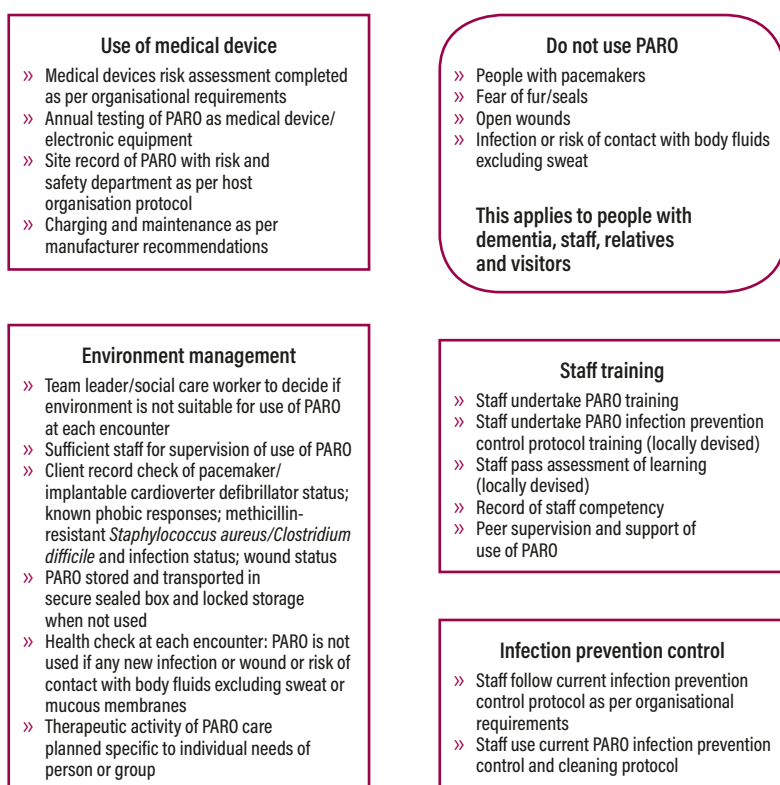 Use of medical device
» Medical devices risk assessment completed
as per organisational requirements
» Annual testing of PARO as medical device/
electronic equipment
» Site record of PARO with risk and
safety department as per host
organisation protocol
» Charging and maintenance as per
manufacturer recommendations
Do not use PARO
» People with pacemakers
» Fear of fur/seals
» Open wounds
» Infection or risk of contact with body fluids
excluding sweat
This applies to people with
dementia, staff, relatives
and visitors
Environment management
» Team leader/social care worker to decide if
environment is not suitable for use of PARO
at each encounter
» Sufficient staff for supervision of use of PARO
» Client record check of pacemaker/
implantable cardioverter defibrillator status;
known phobic responses; methicillin-
resistant Staphylococcus aureus/Clostridium
difficile and infection status; wound status
» PARO stored and transported in
secure sealed box and locked storage
when not used
» Health check at each encounter: PARO is not
used if any new infection or wound or risk of
contact with body fluids excluding sweat or
mucous membranes
» Therapeutic activity of PARO care
planned specific to individual needs of
person or group
Staff training
» Staff undertake PARO training
» Staff undertake PARO infection prevention
control protocol training (locally devised)
» Staff pass assessment of learning
(locally devised)
» Record of staff competency
» Peer supervision and support of
use of PARO
Infection prevention control
» Staff follow current infection prevention
control protocol as per organisational
requirements
» Staff use current PARO infection prevention
control and cleaning protocol